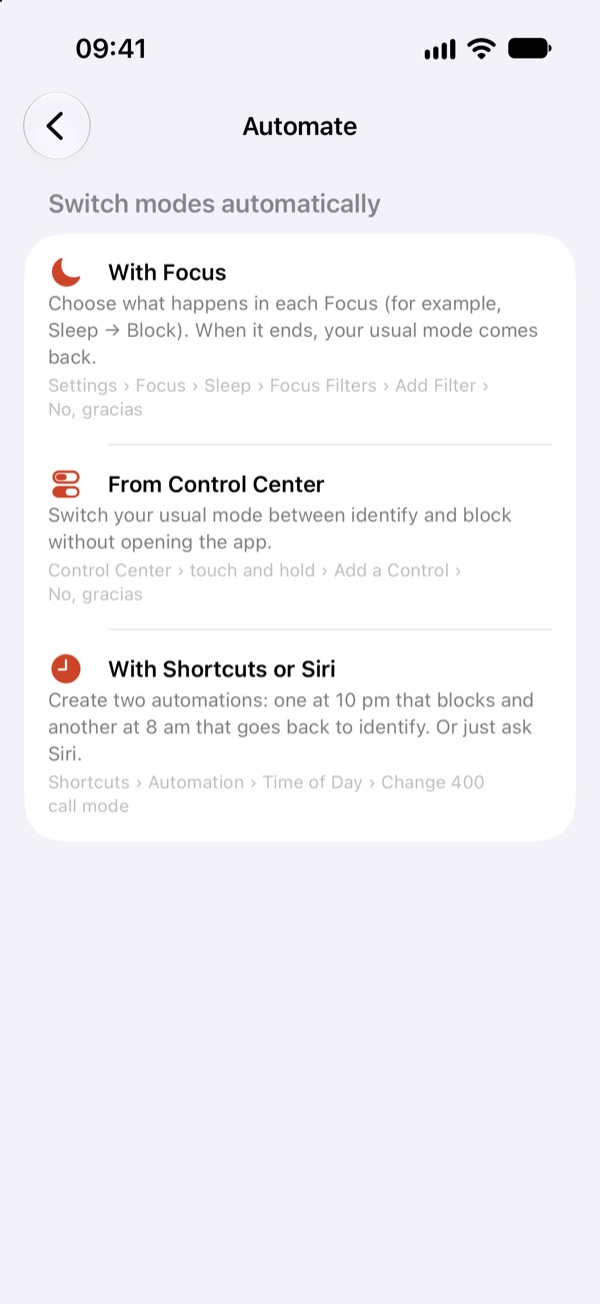 09:41
Automate
Switch modes automatically
With Focus
Choose what happens in each Focus (for example,
Sleep → Block). When it ends, your usual mode comes
back.
Settings › Focus › Sleep › Focus Filters › Add Filter ›
No, gracias
From Control Center
Switch your usual mode between identify and block
without opening the app.
Control Center › touch and hold › Add a Control ›
No, gracias
With Shortcuts or Siri
Create two automations: one at 10 pm that blocks and
another at 8 am that goes back to identify. Or just ask
Siri.
Shortcuts › Automation › Time of Day › Change 400
call mode